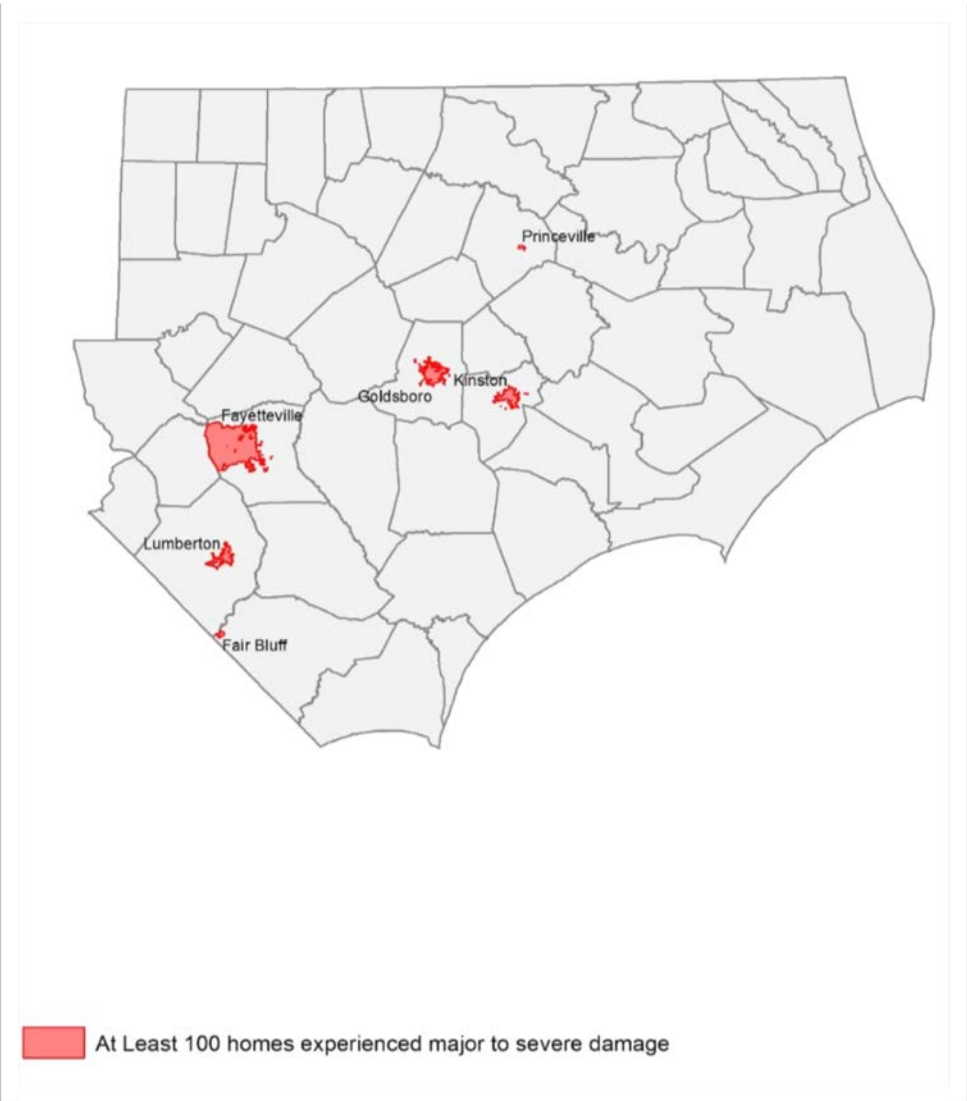 Princeville
Kinston
Goldsboro
Fayetteville
Lumberton
Fair Bluff
At Least 100 homes experienced major to severe damage